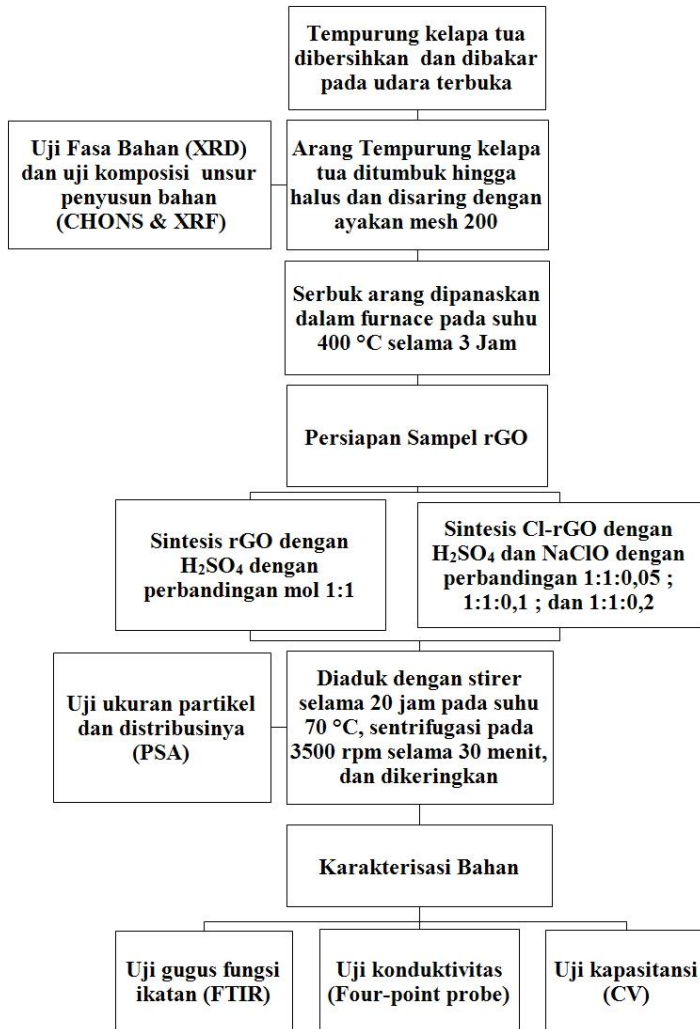 Tempurung kelapa tua
dibersihkan dan dibakar
pada udara terbuka
Uji Fasa Bahan (XRD)
dan uji komposisi unsur
penyusun bahan
(CHONS & XRF)
Arang Tempurung kelapa
tua ditumbuk hingga
halus dan disaring dengan
ayakan mesh 200
Serbuk arang dipanaskan
dalam furnace pada suhu
400 °C selama 3 Jam
Persiapan Sampel rGO
Sintesis rGO dengan
H₂SO₄ dengan
perbandingan mol 1:1
Sintesis Cl-rGO dengan
H₂SO₄ dan NaClO dengan
perbandingan 1:1:0,05 ;
1:1:0,1 ; dan 1:1:0,2
Uji ukuran partikel
dan distribusinya
(PSA)
Diaduk dengan stirer
selama 20 jam pada suhu
70 °C, sentrifugasi pada
3500 rpm selama 30 menit,
dan dikeringkan
Karakterisasi Bahan
Uji gugus fungsi
ikatan (FTIR)
Uji konduktivitas
(Four-point probe)
Uji kapasitansi
(CV)